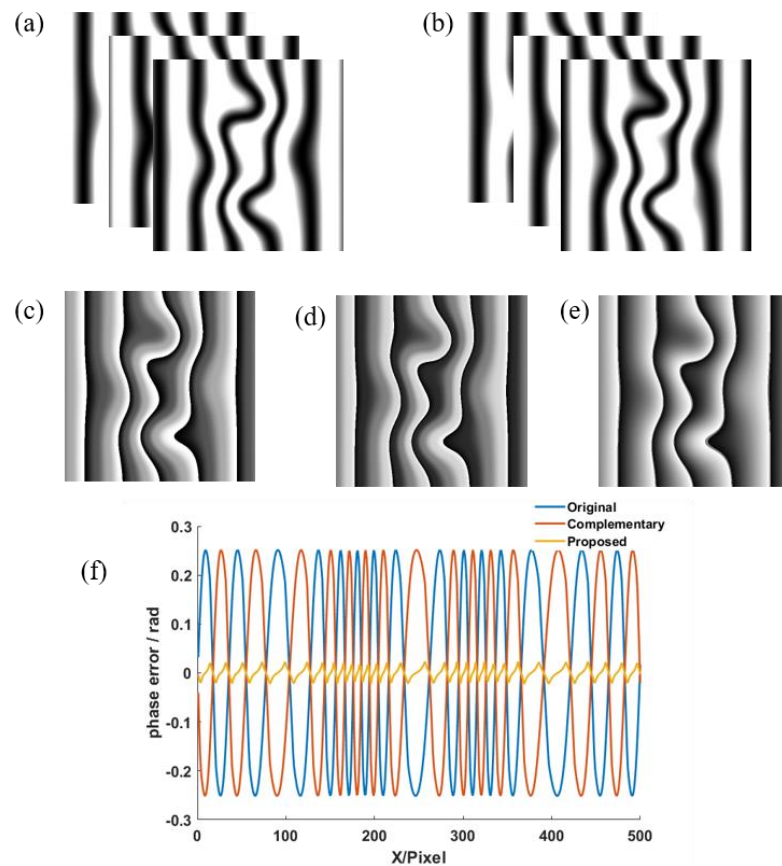 (a)
(b)
(c)
(d)
(e)
(f)
Original
Complementary
Proposed
phase error / rad
0.3
0.2
0.1
0
-0.1
-0.2
-0.3
0
100
200
300
400
500
X/Pixel